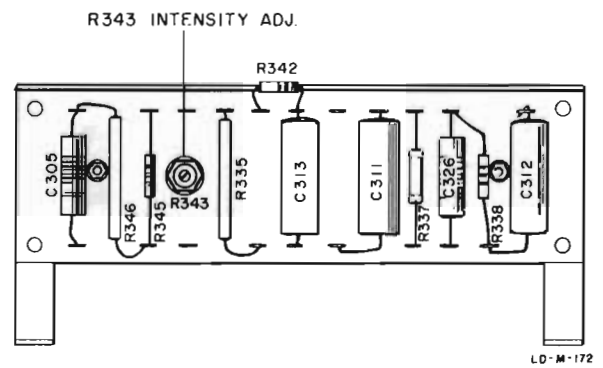 R343 INTENSITY ADJ.
R342
C305
R346
R345
R343
R335
C313
C311
R337
C326
R338
C312
LD-M-172